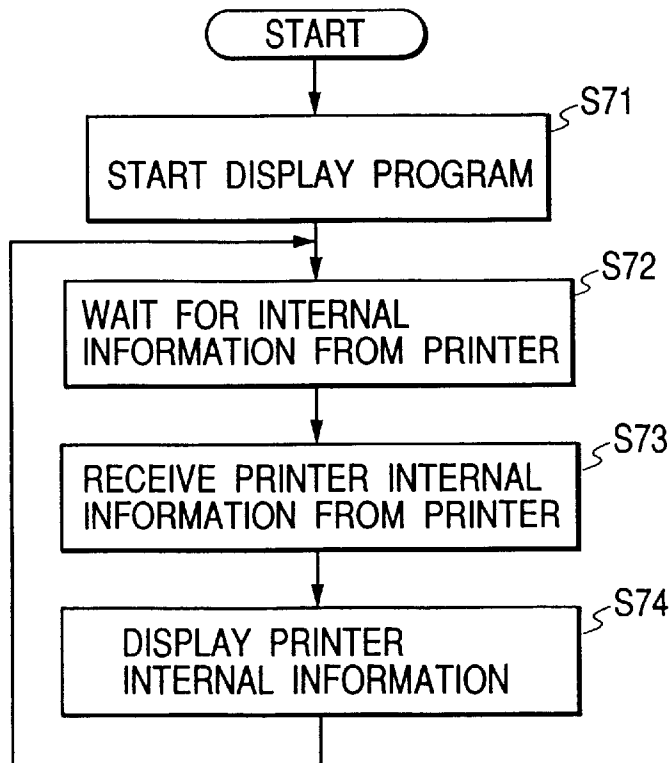 START
S71
START DISPLAY PROGRAM
S72
WAIT FOR INTERNAL
INFORMATION FROM PRINTER
S73
RECEIVE PRINTER INTERNAL
INFORMATION FROM PRINTER
S74
DISPLAY PRINTER
INTERNAL INFORMATION